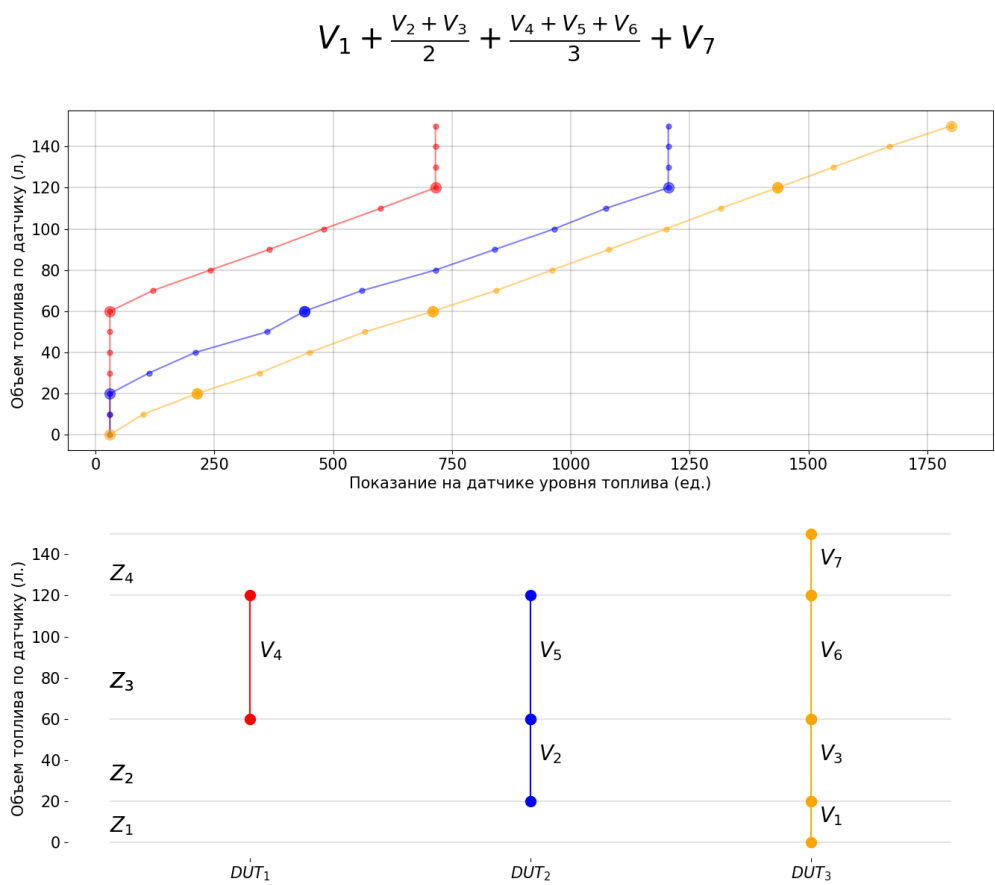 V₁ + (V₂ + V₃)/2 + (V₄ + V₅ + V₆)/3 + V₇
Объем топлива по датчику (л.)
140
120
100
80
60
40
20
0
0 250 500 750 1000 1250 1500 1750
Показание на датчике уровня топлива (ед.)
Объем топлива по датчику (л.)
140
120
100
80
60
40
20
0
Z₄
Z₃
Z₂
Z₁
V₄
V₅
V₂
V₇
V₆
V₃
V₁
DUT₁ DUT₂ DUT₃